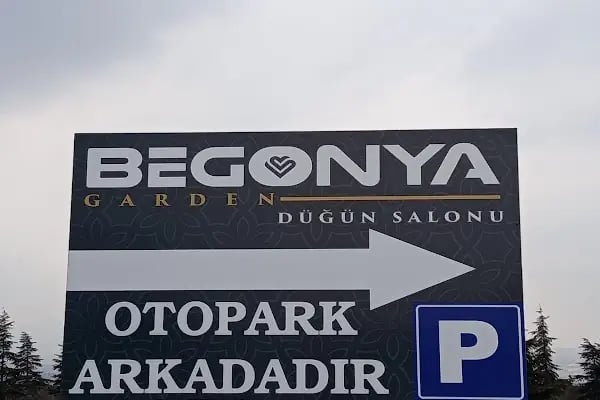 BEGONYA
GARDEN
DÜĞÜN SALONU
OTOPARK
ARKADADIR
P